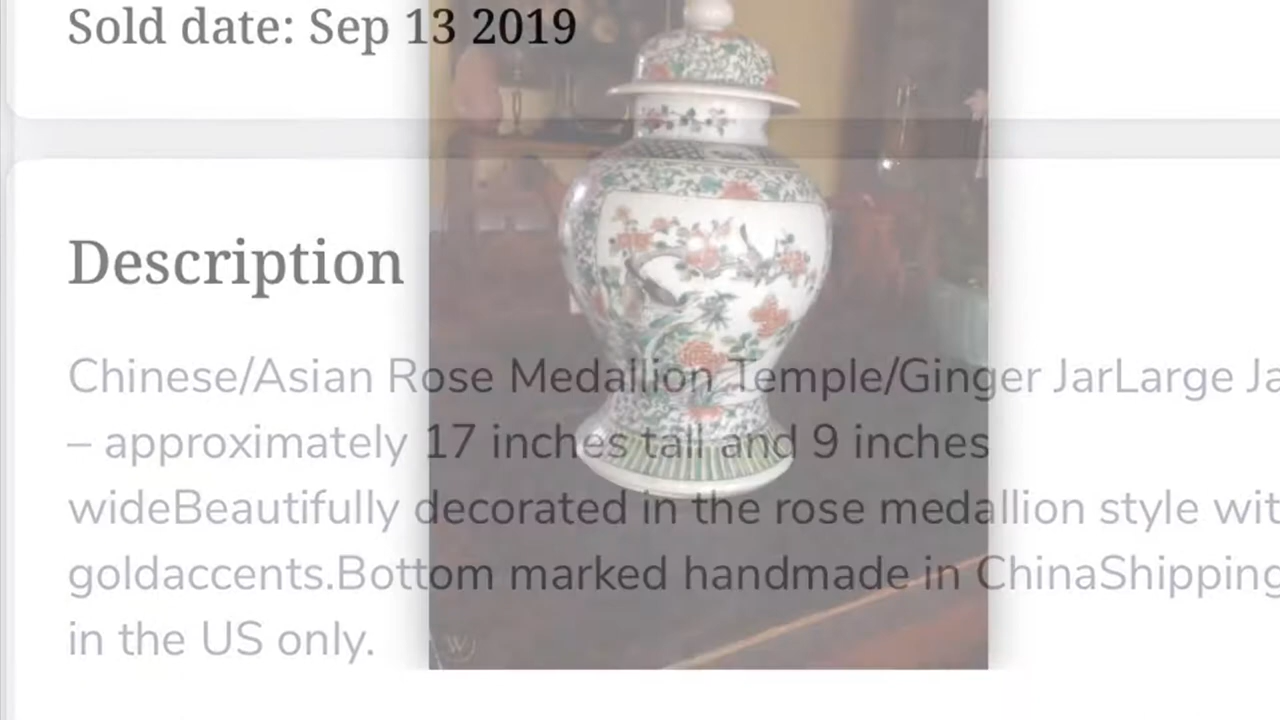 Sold date: Sep 13 2019
Description
Chinese/Asian Rose Medallion Temple/Ginger JarLarge Ja
– approximately 17 inches tall and 9 inches
wideBeautifully decorated in the rose medallion style wit
goldaccents.Bottom marked handmade in ChinaShipping
in the US only.
W